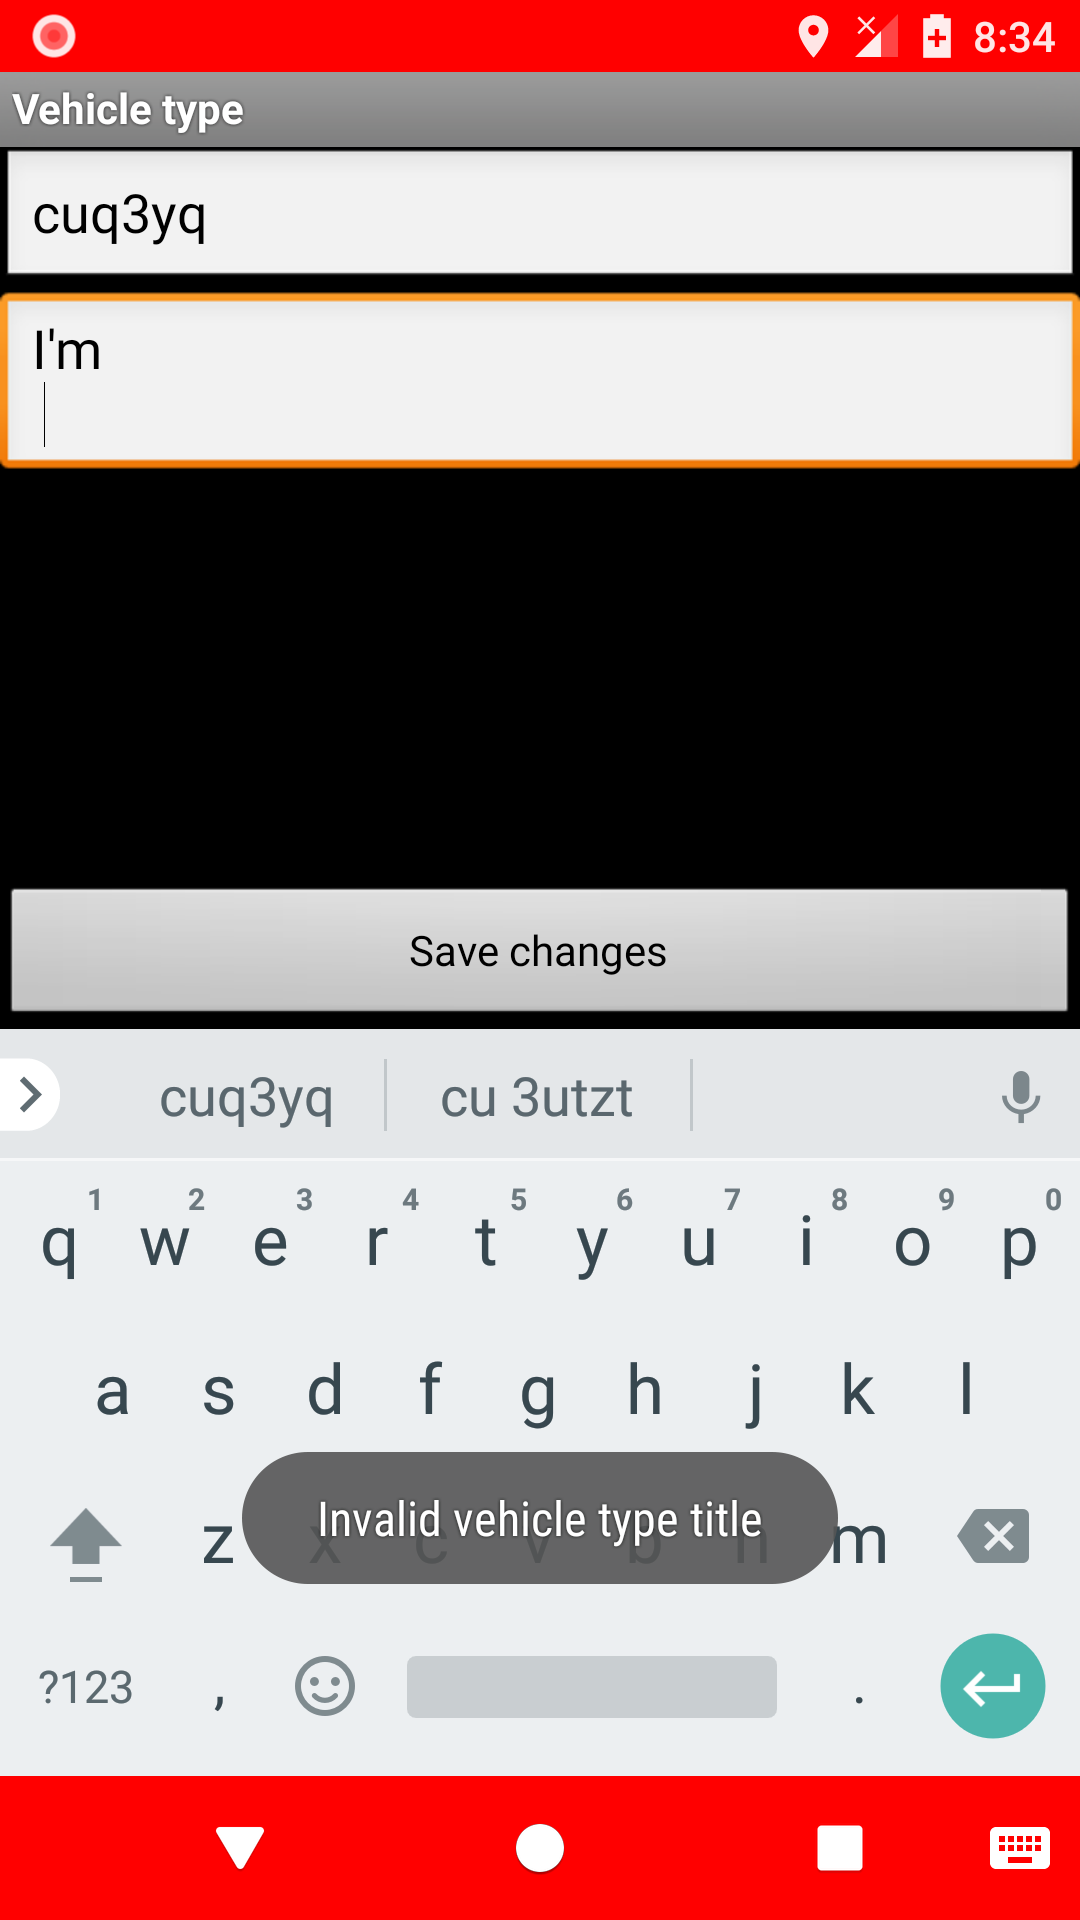 8:34
Vehicle type
cuq3yq
I'm
Save changes
cuq3yq cu 3utzt
1 2 3 4 5 6 7 8 9 0
q w e r t y u i o p
a s d f g h j k l
z x c v b n m
Invalid vehicle type title
?123 , .